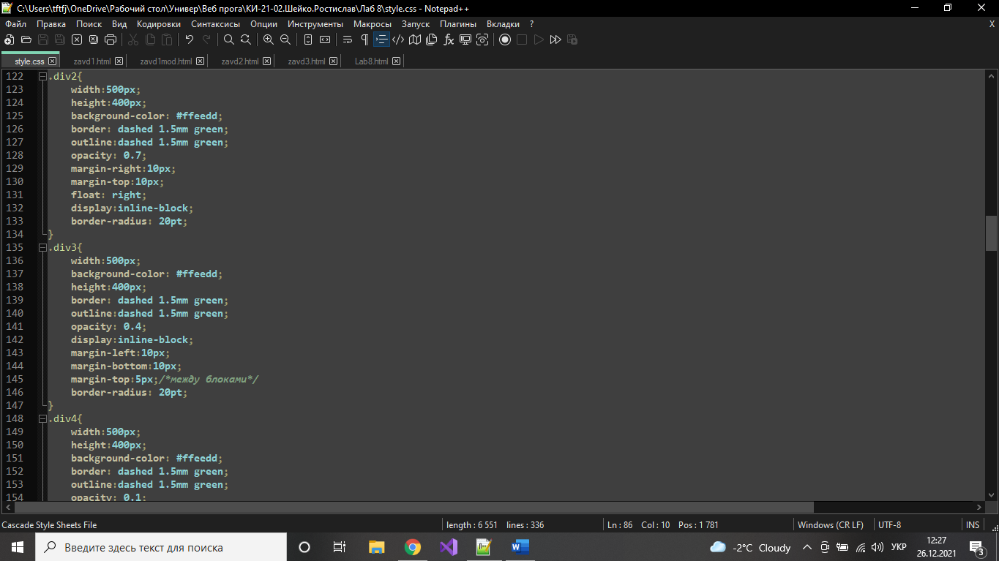 C:\Users\tftfj\OneDrive\Рабочий стол\Универ\Веб прога\КИ-21-02.Шейко.Ростислав\Лаб 8\style.css - Notepad++
Файл Правка Поиск Вид Кодировки Синтаксисы Опции Инструменты Макросы Запуск Плагины Вкладки ? X
style.css zavd1.html zavd1mod.html zavd2.html zavd3.html Lab8.html
122 .div2{
123 width:500px;
124 height:400px;
125 background-color: #ffeedd;
126 border: dashed 1.5mm green;
127 outline:dashed 1.5mm green;
128 opacity: 0.7;
129 margin-right:10px;
130 margin-top:10px;
131 float: right;
132 display:inline-block;
133 border-radius: 20pt;
134 }
135 .div3{
136 width:500px;
137 background-color: #ffeedd;
138 height:400px;
139 border: dashed 1.5mm green;
140 outline:dashed 1.5mm green;
141 opacity: 0.4;
142 display:inline-block;
143 margin-left:10px;
144 margin-bottom:10px;
145 margin-top:5px;/*между блоками*/
146 border-radius: 20pt;
147 }
148 .div4{
149 width:500px;
150 height:400px;
151 background-color: #ffeedd;
152 border: dashed 1.5mm green;
153 outline:dashed 1.5mm green;
154 opacity: 0.1;
Cascade Style Sheets File length : 6 551 lines : 336 Ln : 86 Col : 10 Pos : 1 781 Windows (CR LF) UTF-8 INS
Введите здесь текст для поиска -2°C Cloudy УКР 12:27
26.12.2021 3